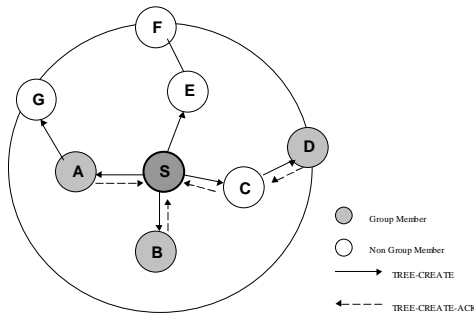 F
E
G
D
A
S
C
B
Group Member
Non Group Member
TREE-CREATE
TREE-CREATE-ACK